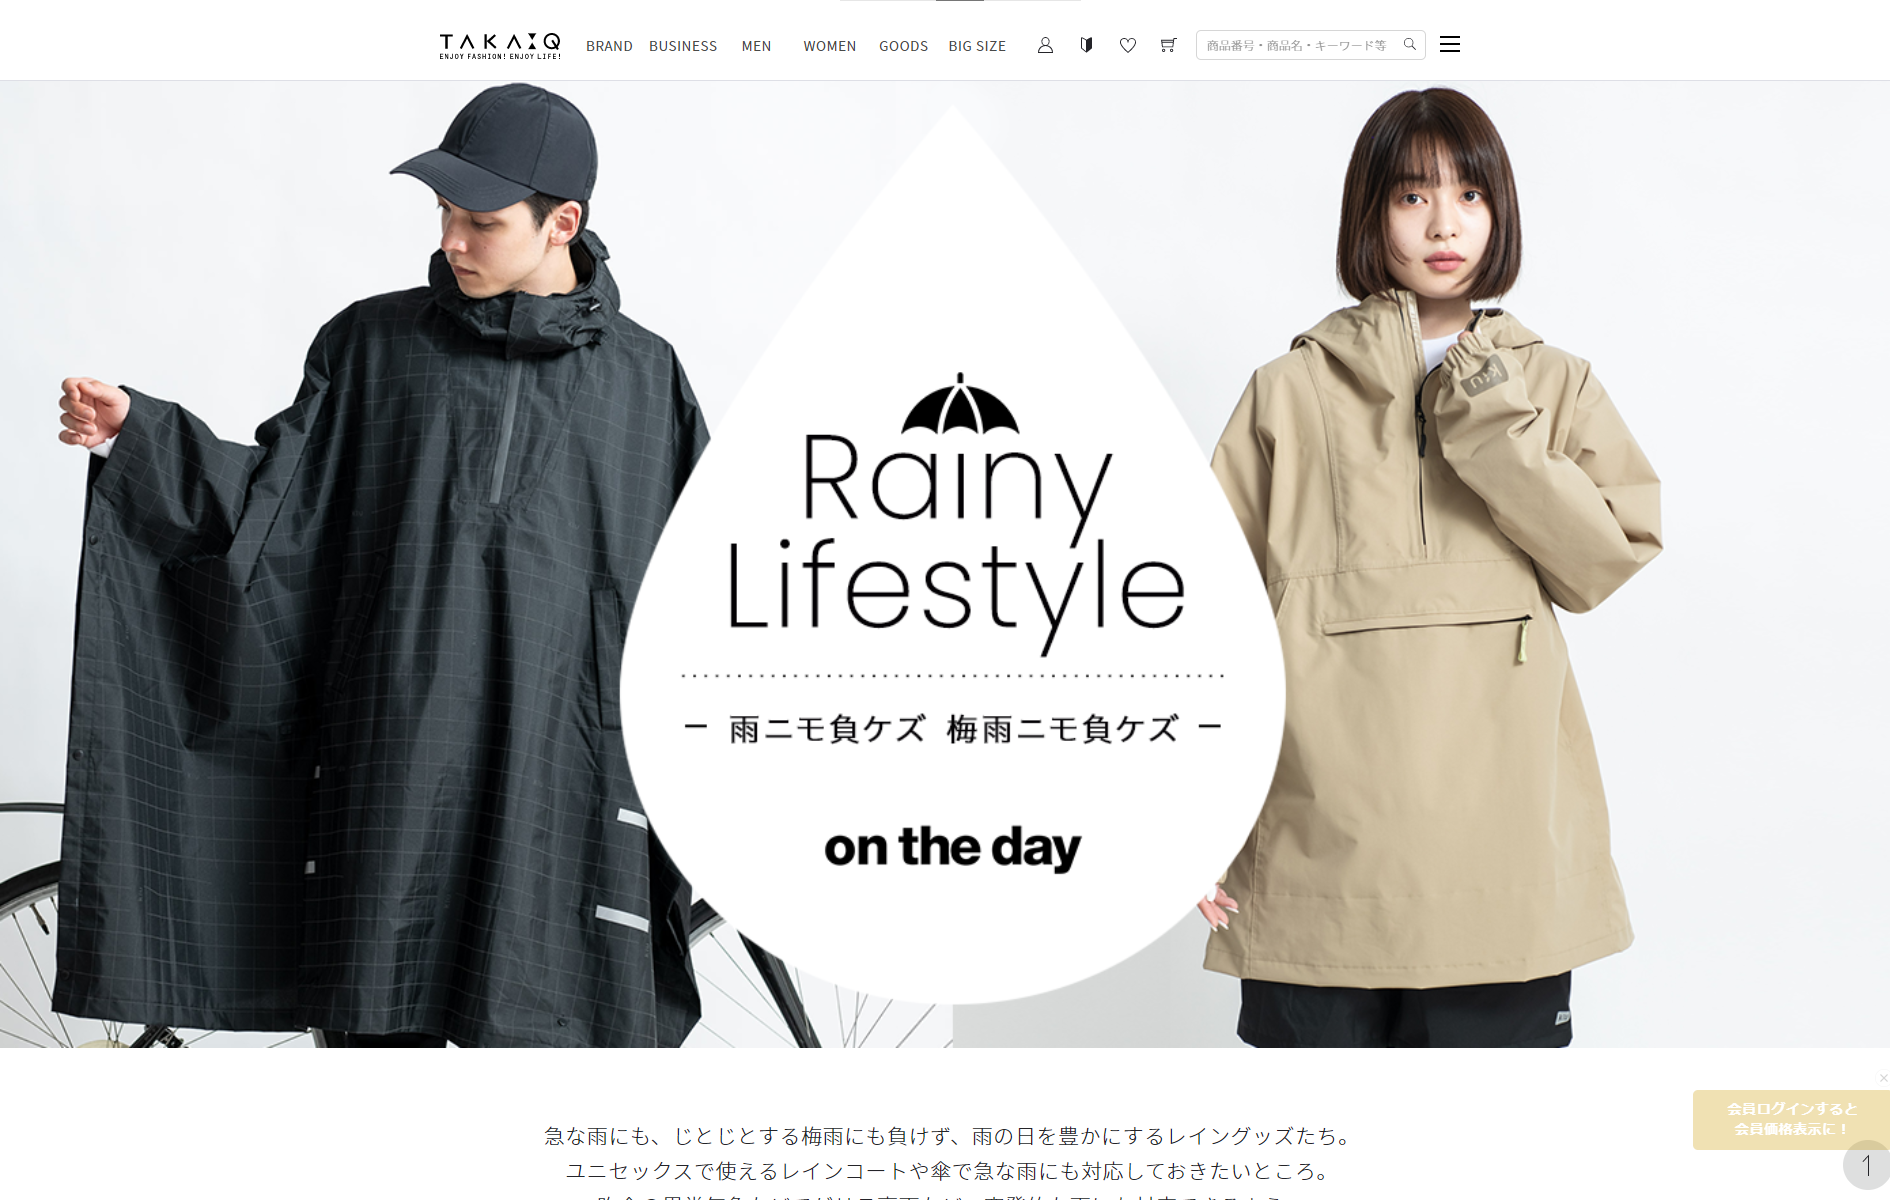 TAKA:Q
ENJOY FASHION! ENJOY LIFE!
BRAND BUSINESS MEN WOMEN GOODS BIG SIZE
商品番号・商品名・キーワード等
kiu
Rainy
Lifestyle
ー 雨ニモ負ケズ 梅雨ニモ負ケズ ー
on the day
会員ログインすると
会員価格表示に！
急な雨にも、じとじとする梅雨にも負けず、雨の日を豊かにするレイングッズたち。
ユニセックスで使えるレインコートや傘で急な雨にも対応しておきたいところ。